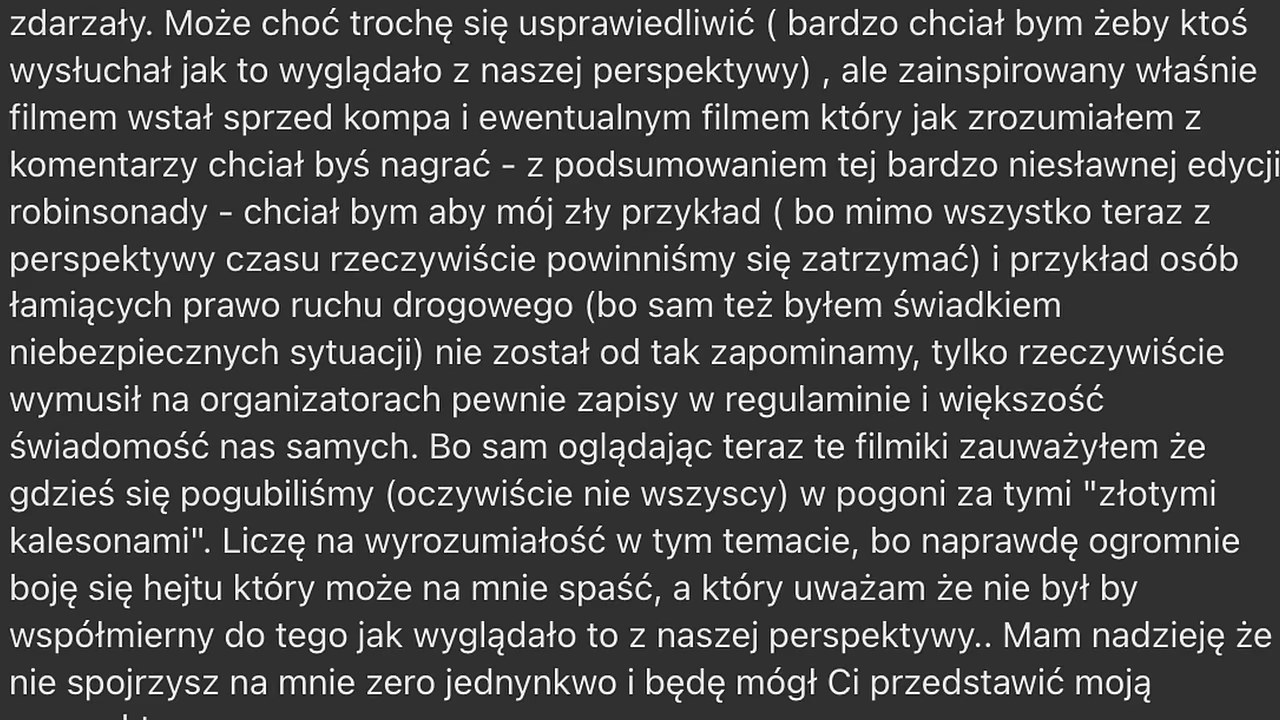 zdarzały. Może choć trochę się usprawiedliwić ( bardzo chciał bym żeby ktoś
wysłuchał jak to wyglądało z naszej perspektywy) , ale zainspirowany właśnie
filmem wstał sprzed kompa i ewentualnym filmem który jak zrozumiałem z
komentarzy chciał byś nagrać - z podsumowaniem tej bardzo niesławnej edycji
robinsonady - chciał bym aby mój zły przykład ( bo mimo wszystko teraz z
perspektywy czasu rzeczywiście powinniśmy się zatrzymać) i przykład osób
łamiących prawo ruchu drogowego (bo sam też byłem świadkiem
niebezpiecznych sytuacji) nie został od tak zapominamy, tylko rzeczywiście
wymusił na organizatorach pewnie zapisy w regulaminie i większość
świadomość nas samych. Bo sam oglądając teraz te filmiki zauważyłem że
gdzieś się pogubiliśmy (oczywiście nie wszyscy) w pogoni za tymi "złotymi
kalesonami". Liczę na wyrozumiałość w tym temacie, bo naprawdę ogromnie
boję się hejtu który może na mnie spaść, a który uważam że nie był by
współmierny do tego jak wyglądało to z naszej perspektywy.. Mam nadzieję że
nie spojrzysz na mnie zero jednynkwo i będę mógł Ci przedstawić moją